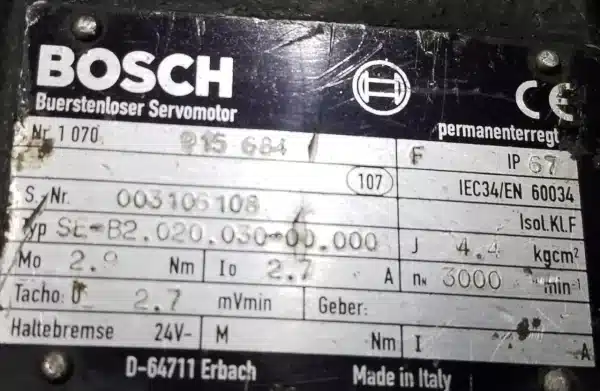 BOSCH
Buerstenloser Servomotor
CE
permanenterregt
Nr 1 070 915 684
F IP 67
107 IEC34/EN 60034
S.-Nr. 003106108
Isol.KL.F
Typ SE-B2.020.030-00.000
J 4.4 kgcm²
Mo 2.9 Nm Io 2.7 A nN 3000 min-1
Tacho: U 2.7 mVmin Geber:
Haltebremse 24V- M Nm I A
D-64711 Erbach Made in Italy